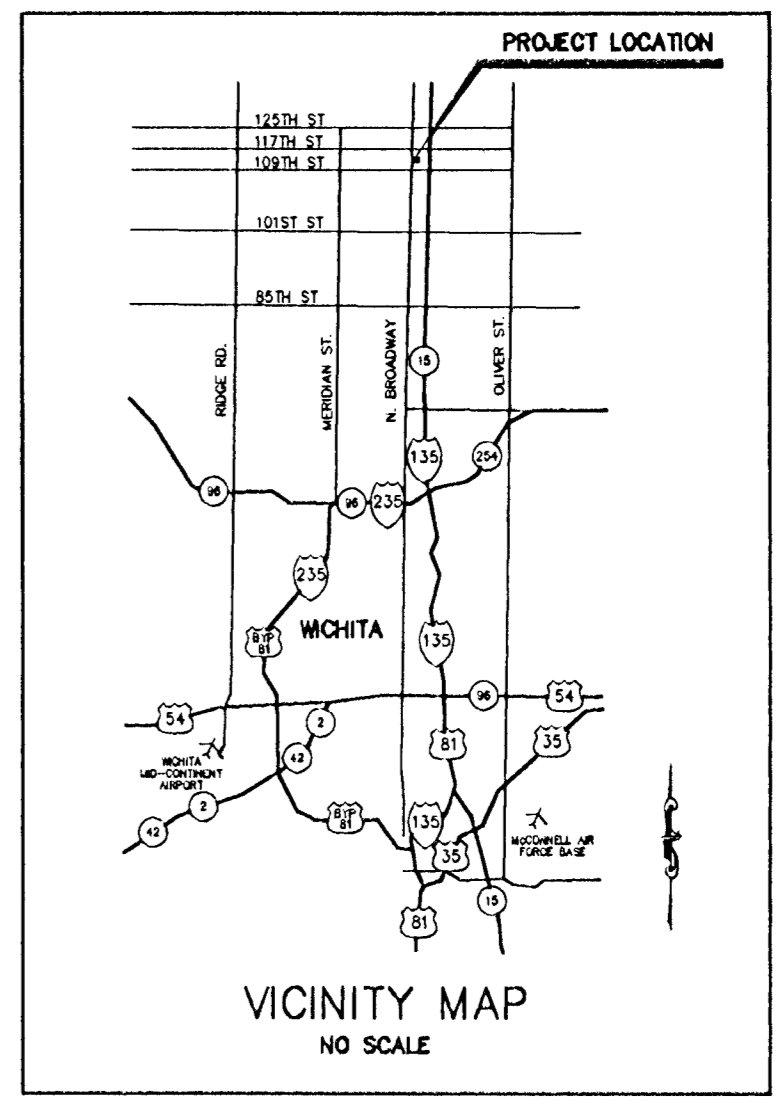 PROJECT LOCATION
125TH ST
117TH ST
109TH ST
101ST ST
85TH ST
RIDGE RD.
MERIDIAN ST.
N. BROADWAY
OLIVER ST.
15
135
254
96
96
235
235
BYP
81
WICHITA
135
96
54
54
2
81
35
42
WICHITA
MID-CONTINENT
AIRPORT
2
42
BYP
81
135
35
McCONNELL AIR
FORCE BASE
15
81
VICINITY MAP
NO SCALE